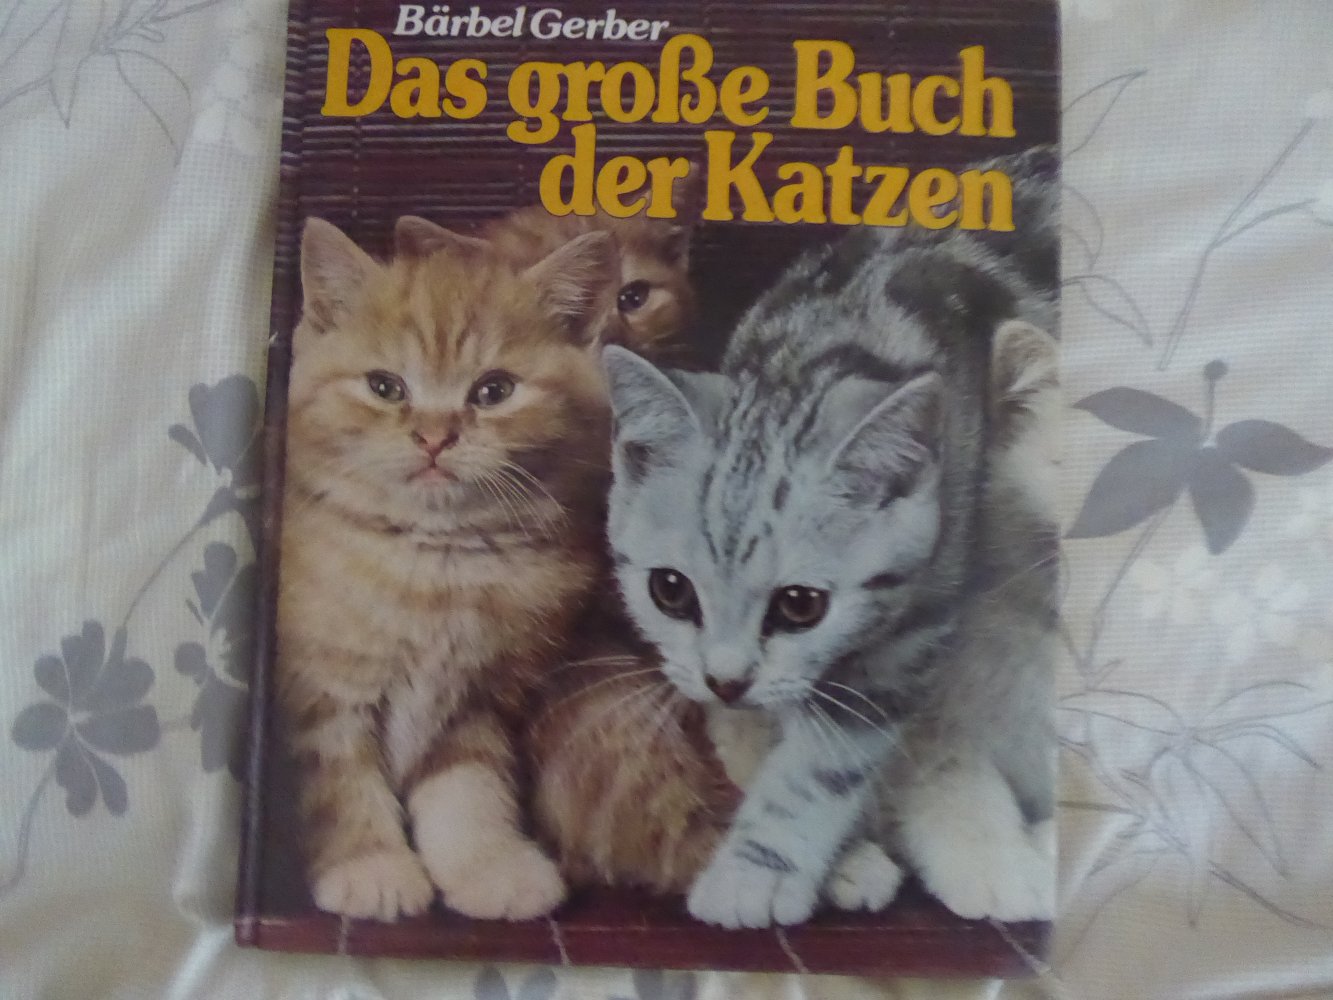 Bärbel Gerber
Das große Buch
der Katzen